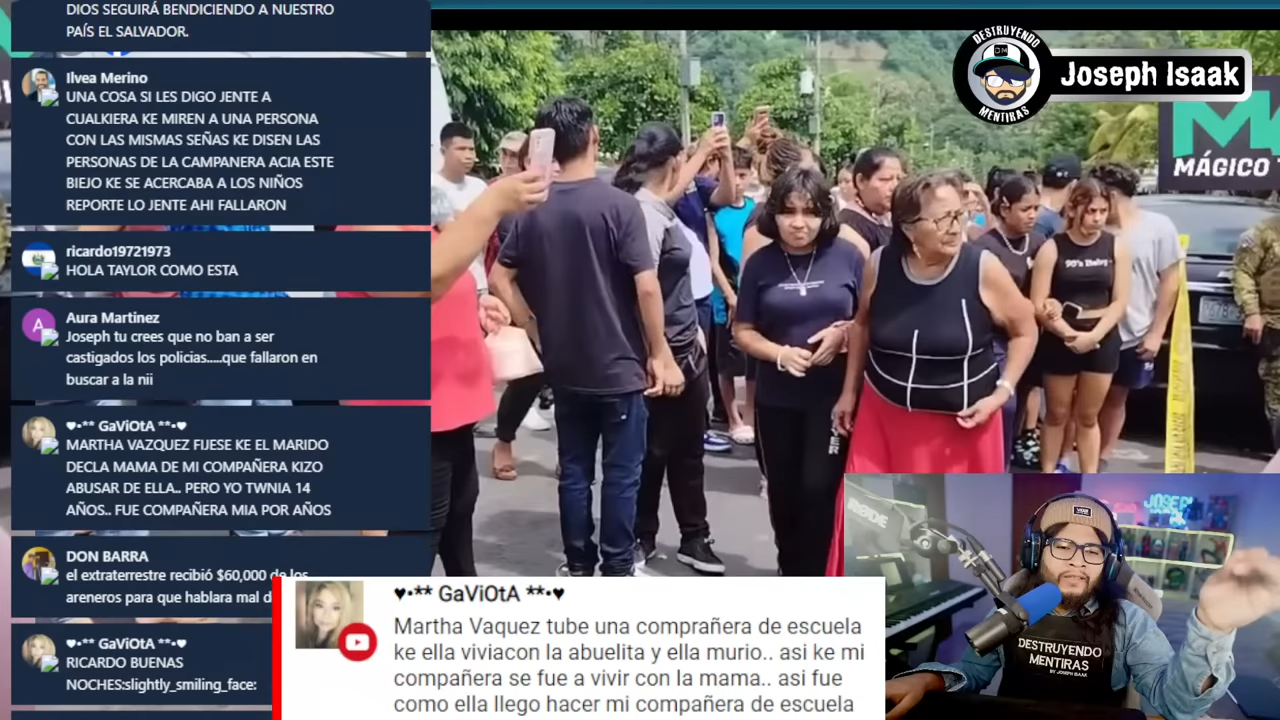 DIOS SEGUIRÁ BENDICIENDO A NUESTRO
PAÍS EL SALVADOR.
Ilvea Merino
UNA COSA SI LES DIGO JENTE A
CUALKIERA KE MIREN A UNA PERSONA
CON LAS MISMAS SEÑAS KE DISEN LAS
PERSONAS DE LA CAMPANERA ACIA ESTE
BIEJO KE SE ACERCABA A LOS NIÑOS
REPORTE LO JENTE AHI FALLARON
ricardo19721973
HOLA TAYLOR COMO ESTA
A
Aura Martinez
Joseph tu crees que no ban a ser
castigados los policias.....que fallaron en
buscar a la nii
♥•** GaViOtA **•♥
MARTHA VAZQUEZ FIJESE KE EL MARIDO
DECLA MAMA DE MI COMPAÑERA KIZO
ABUSAR DE ELLA.. PERO YO TWNIA 14
AÑOS.. FUE COMPAÑERA MIA POR AÑOS
DON BARRA
el extraterrestre recibió $60,000 de los
areneros para que hablara mal d
♥•** GaViOtA **•♥
RICARDO BUENAS
NOCHES:slightly_smiling_face:
♥•** GaViOtA **•♥
Martha Vaquez tube una comprañera de escuela
ke ella viviacon la abuelita y ella murio.. asi ke mi
compañera se fue a vivir con la mama.. asi fue
como ella llego hacer mi compañera de escuela
DESTRUYENDO
DM
MENTIRAS
Joseph Isaak
MÁGICO
90's Baby
RØDE
JOSEPH
DESTRUYENDO
MENTIRAS
BY JOSEPH ISAAK